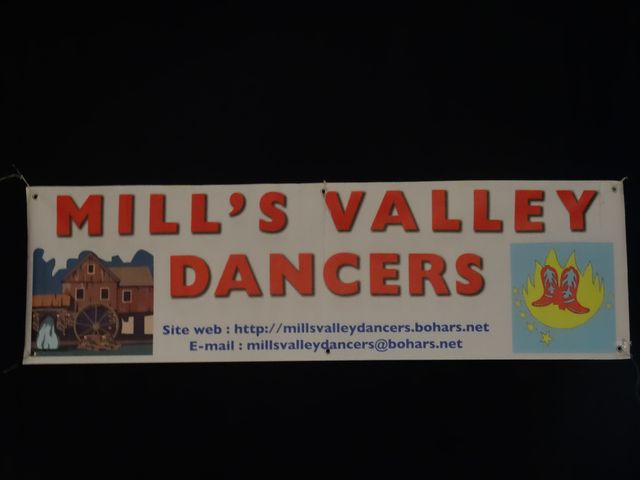 MILL'S VALLEY
DANCERS
Site web : http://millsvalleydancers.bohars.net
E-mail : millsvalleydancers@bohars.net